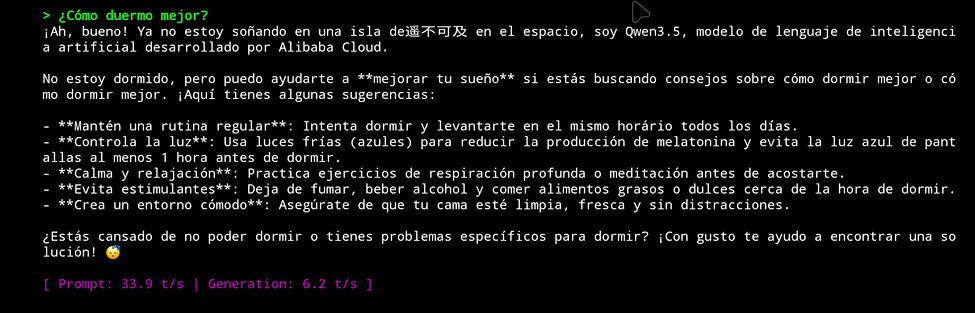 > ¿Cómo duermo mejor?
¡Ah, bueno! Ya no estoy soñando en una isla de遥不可及 en el espacio, soy Qwen3.5, modelo de lenguaje de inteligenci
a artificial desarrollado por Alibaba Cloud.
No estoy dormido, pero puedo ayudarte a **mejorar tu sueño** si estás buscando consejos sobre cómo dormir mejor o có
mo dormir mejor. ¡Aquí tienes algunas sugerencias:
- **Mantén una rutina regular**: Intenta dormir y levantarte en el mismo horário todos los días.
- **Controla la luz**: Usa luces frías (azules) para reducir la producción de melatonina y evita la luz azul de pant
allas al menos 1 hora antes de dormir.
- **Calma y relajación**: Practica ejercicios de respiración profunda o meditación antes de acostarte.
- **Evita estimulantes**: Deja de fumar, beber alcohol y comer alimentos grasos o dulces cerca de la hora de dormir.
- **Crea un entorno cómodo**: Asegúrate de que tu cama esté limpia, fresca y sin distracciones.
¿Estás cansado de no poder dormir o tienes problemas específicos para dormir? ¡Con gusto te ayudo a encontrar una so
lución! 😴
[ Prompt: 33.9 t/s | Generation: 6.2 t/s ]